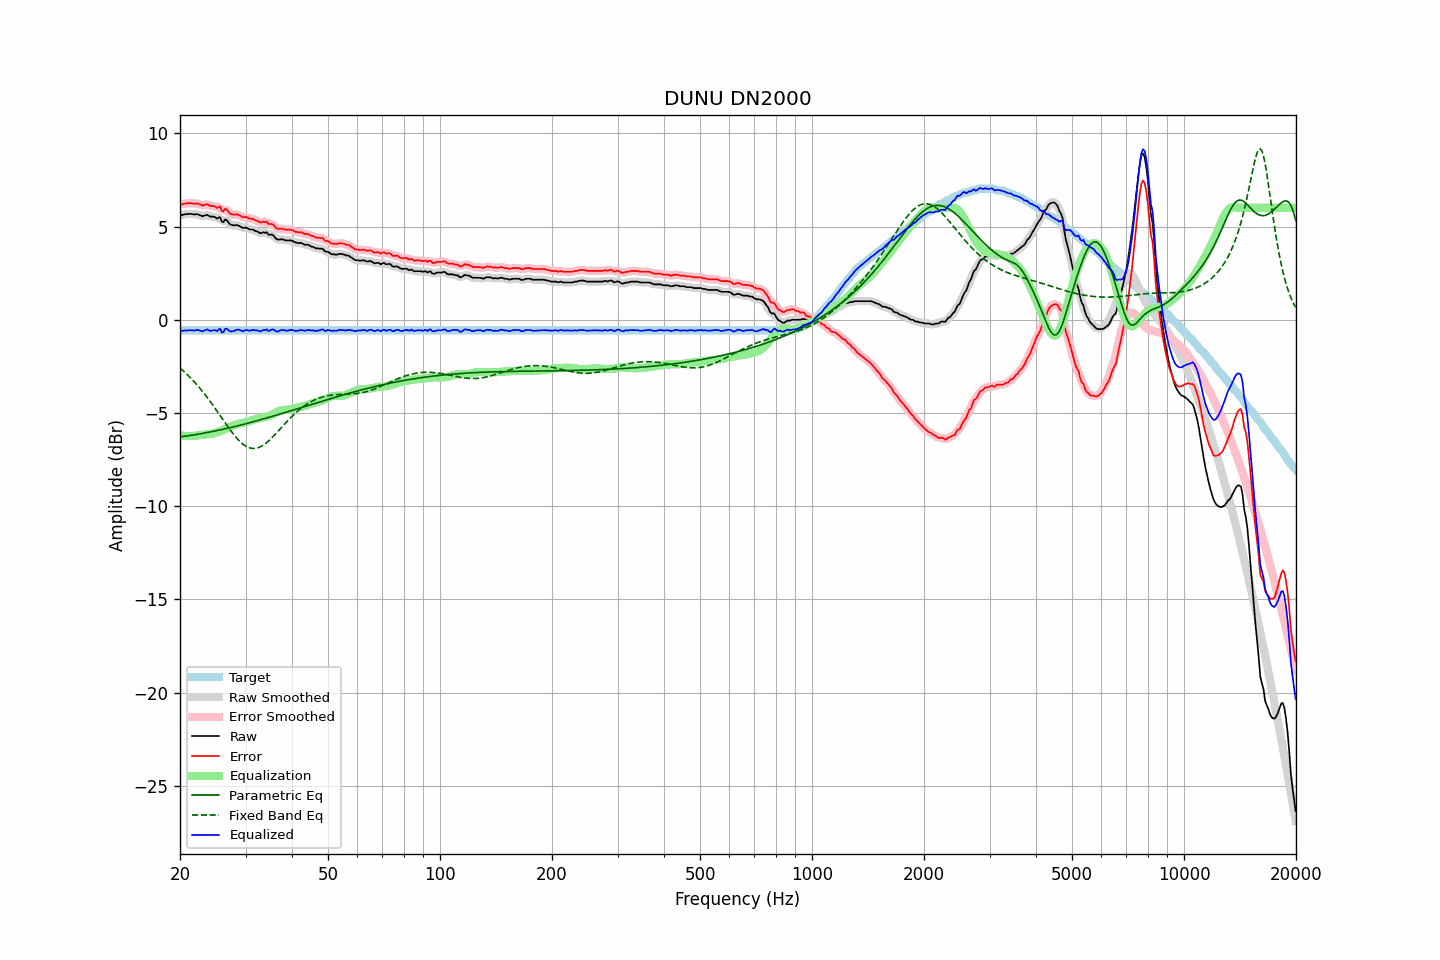 DUNU DN2000
10
5
0
−5
−10
−15
−20
−25
Amplitude (dBr)
Target
Raw Smoothed
Error Smoothed
Raw
Error
Equalization
Parametric Eq
Fixed Band Eq
Equalized
20 50 100 200 500 1000 2000 5000 10000 20000
Frequency (Hz)